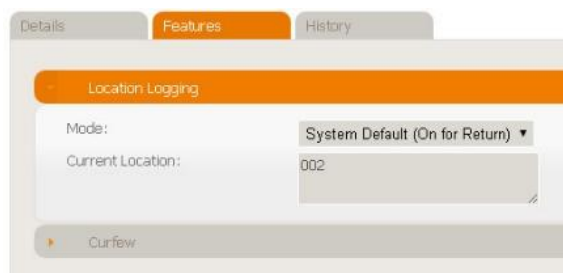 Details Features History
Location Logging
Mode: System Default (On for Return)
Current Location: 002
Curfew